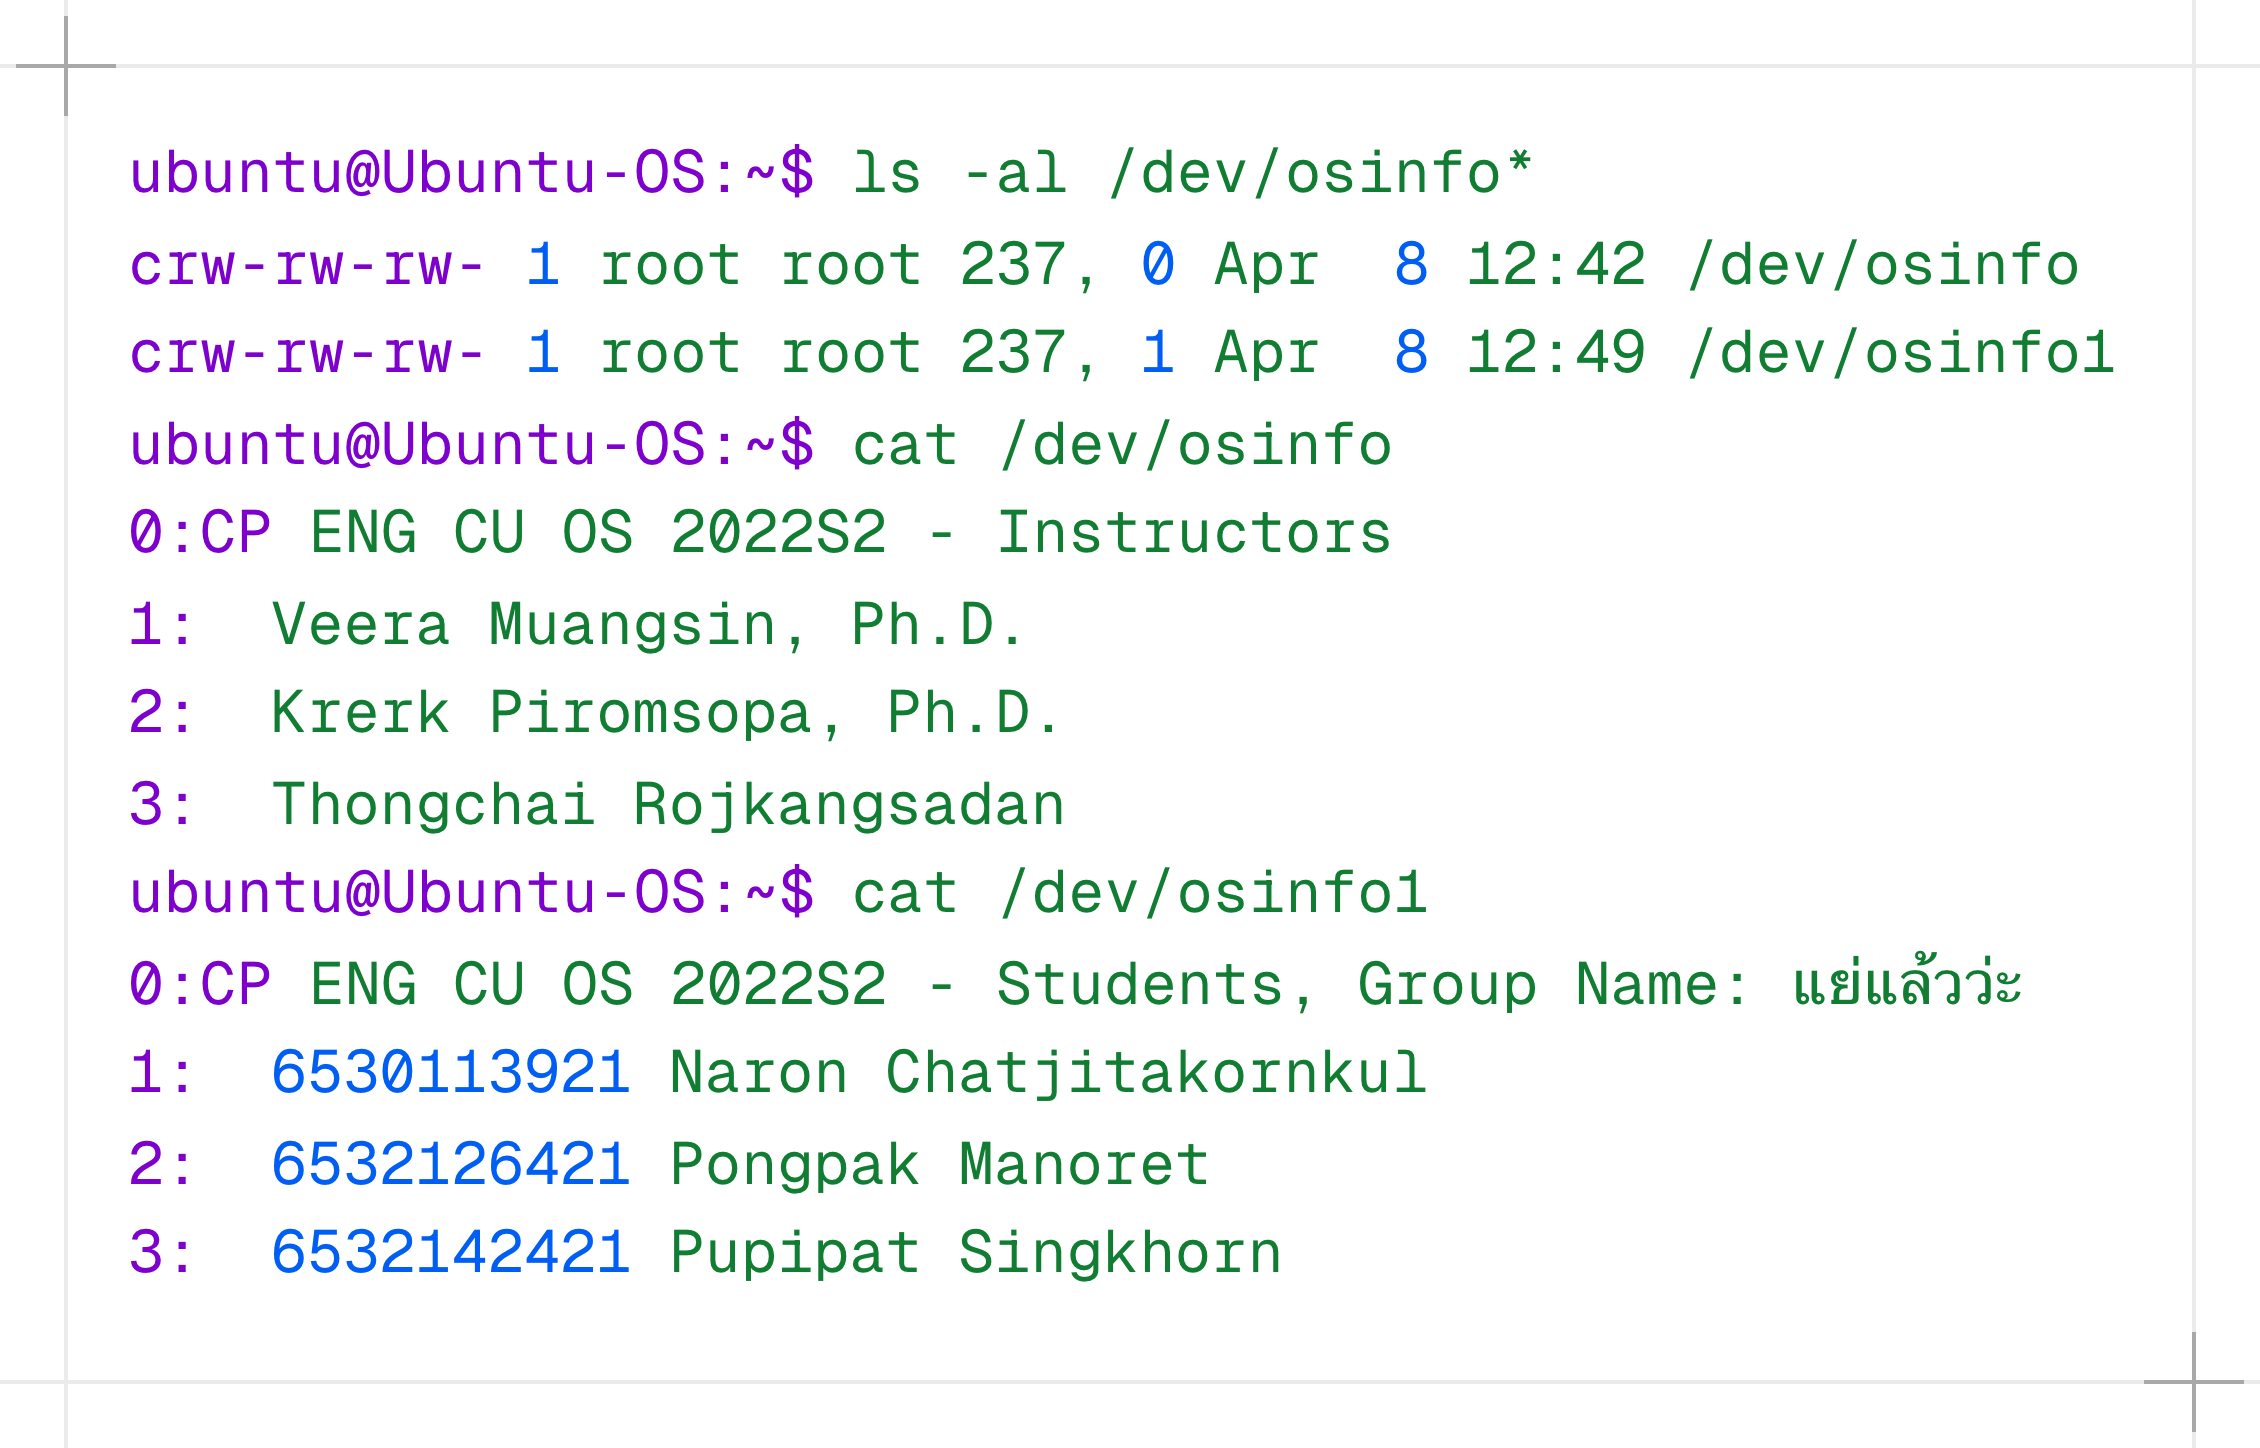 ubuntu@Ubuntu-OS:~$ ls -al /dev/osinfo*
crw-rw-rw- 1 root root 237, 0 Apr  8 12:42 /dev/osinfo
crw-rw-rw- 1 root root 237, 1 Apr  8 12:49 /dev/osinfo1
ubuntu@Ubuntu-OS:~$ cat /dev/osinfo
0:CP ENG CU OS 2022S2 - Instructors
1:  Veera Muangsin, Ph.D.
2:  Krerk Piromsopa, Ph.D.
3:  Thongchai Rojkangsadan
ubuntu@Ubuntu-OS:~$ cat /dev/osinfo1
0:CP ENG CU OS 2022S2 - Students, Group Name: แย่แล้วว่ะ
1:  6530113921 Naron Chatjitakornkul
2:  6532126421 Pongpak Manoret
3:  6532142421 Pupipat Singkhorn